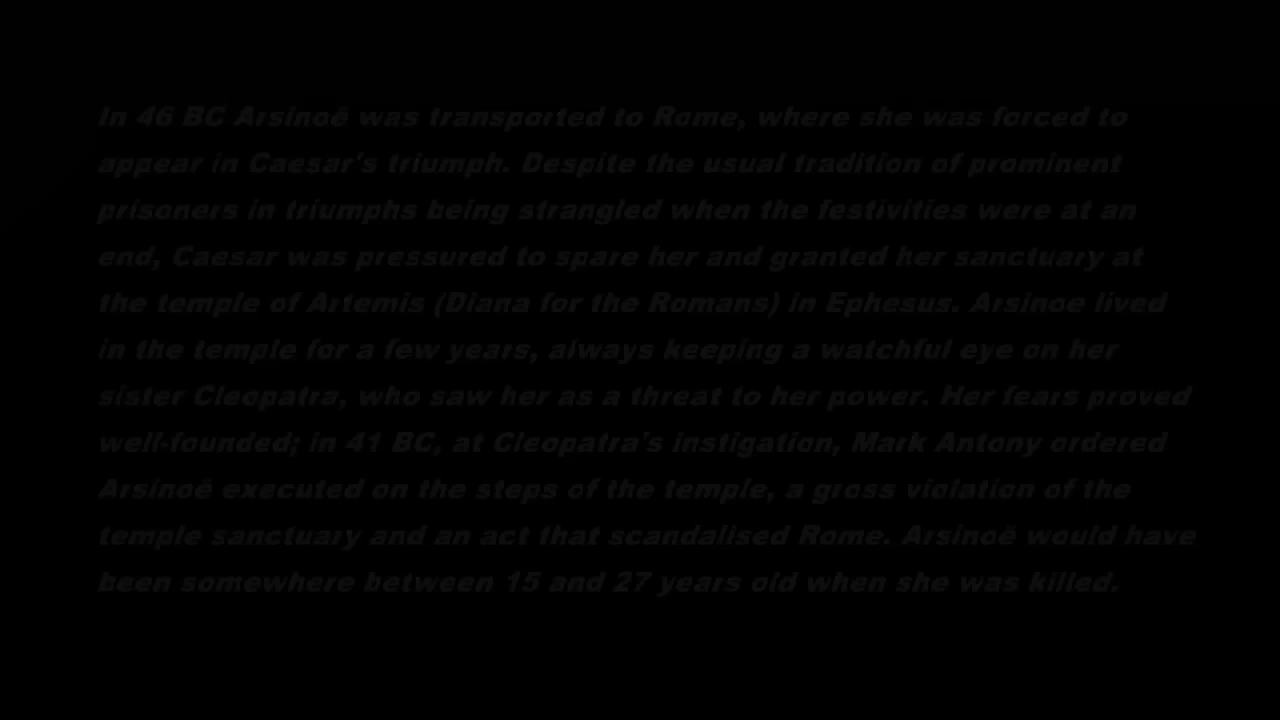 In 46 BC Arsinoë was transported to Rome, where she was forced to
appear in Caesar's triumph. Despite the usual tradition of prominent
prisoners in triumphs being strangled when the festivities were at an
end, Caesar was pressured to spare her and granted her sanctuary at
the temple of Artemis (Diana for the Romans) in Ephesus. Arsinoe lived
in the temple for a few years, always keeping a watchful eye on her
sister Cleopatra, who saw her as a threat to her power. Her fears proved
well-founded; in 41 BC, at Cleopatra's instigation, Mark Antony ordered
Arsinoë executed on the steps of the temple, a gross violation of the
temple sanctuary and an act that scandalised Rome. Arsinoë would have
been somewhere between 15 and 27 years old when she was killed.